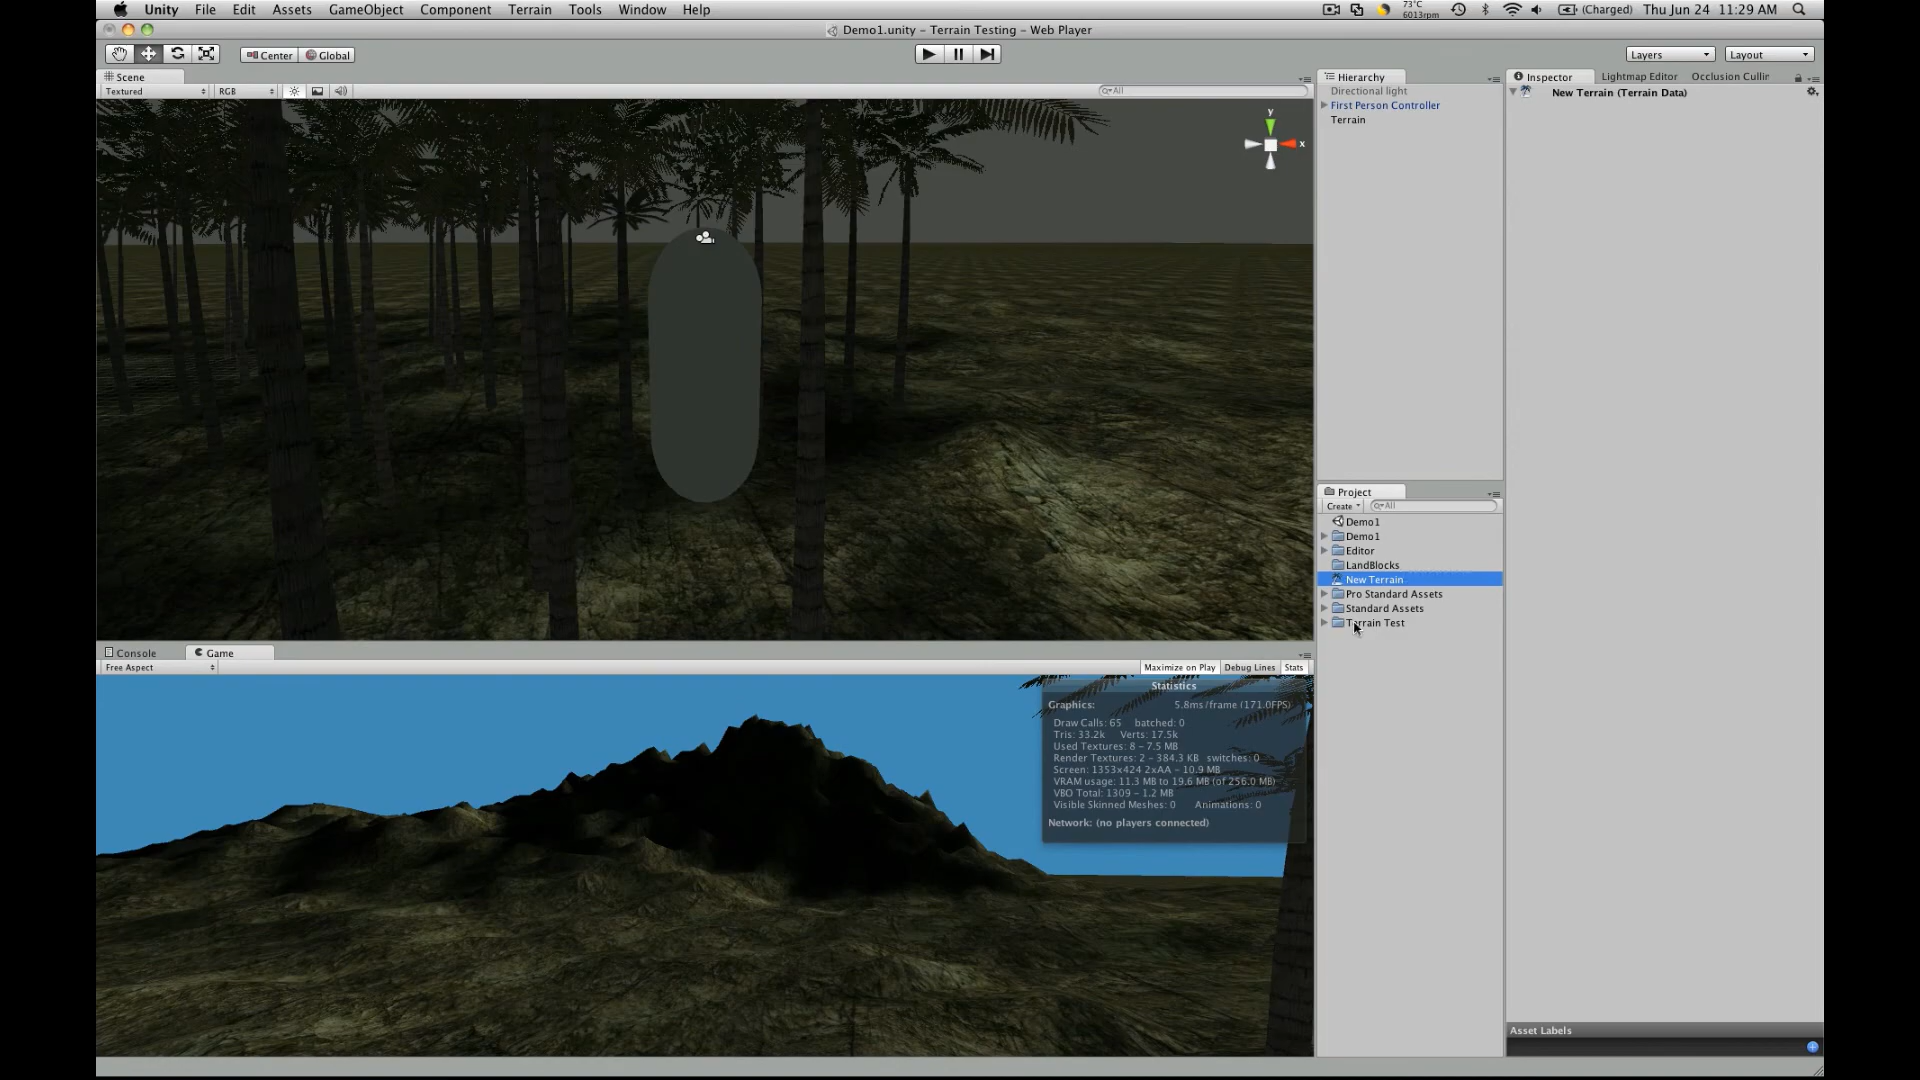 Unity File Edit Assets GameObject Component Terrain Tools Window Help 73°C 6013rpm (Charged) Thu Jun 24 11:29 AM
Demo1.unity – Terrain Testing – Web Player
Center Global Layers Layout
Scene
Textured RGB All
y
x
Hierarchy
Directional light
First Person Controller
Terrain
Inspector Lightmap Editor Occlusion Cullin
New Terrain (Terrain Data)
Project
Create All
Demo1
Demo1
Editor
LandBlocks
New Terrain
Pro Standard Assets
Standard Assets
Terrain Test
Console Game
Free Aspect Maximize on Play Debug Lines Stats
Statistics
Graphics: 5.8ms/frame (171.0FPS)
Draw Calls: 65 batched: 0
Tris: 33.2k Verts: 17.5k
Used Textures: 8 – 7.5 MB
Render Textures: 2 – 384.3 KB switches: 0
Screen: 1353x424 2xAA – 10.9 MB
VRAM usage: 11.3 MB to 19.6 MB (of 256.0 MB)
VBO Total: 1309 – 1.2 MB
Visible Skinned Meshes: 0 Animations: 0
Network: (no players connected)
Asset Labels